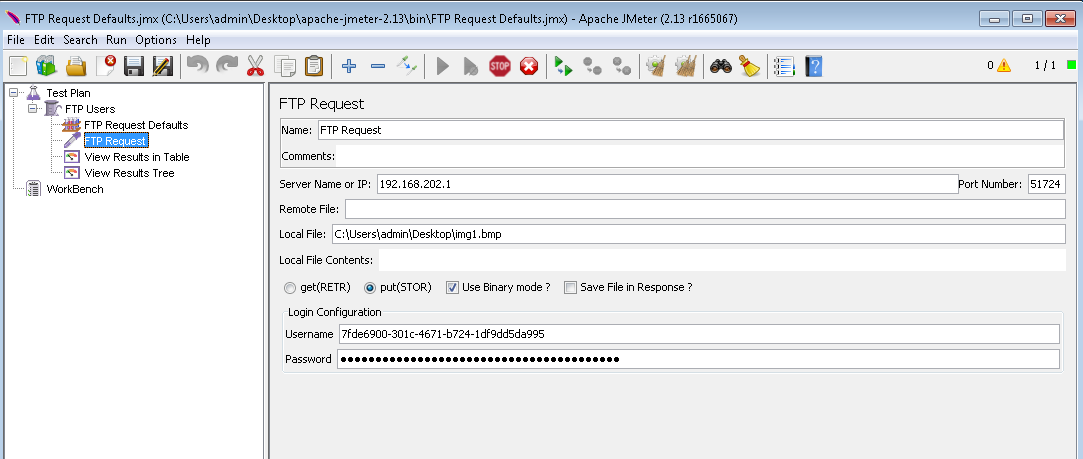 FTP Request Defaults.jmx (C:\Users\admin\Desktop\apache-jmeter-2.13\bin\FTP Request Defaults.jmx) - Apache JMeter (2.13 r1665067)
File Edit Search Run Options Help
STOP 0 1 / 1
Test Plan
FTP Users
FTP Request Defaults
FTP Request
View Results in Table
View Results Tree
WorkBench
FTP Request
Name: FTP Request
Comments:
Server Name or IP: 192.168.202.1 Port Number: 51724
Remote File:
Local File: C:\Users\admin\Desktop\img1.bmp
Local File Contents:
get(RETR) put(STOR) Use Binary mode ? Save File in Response ?
Login Configuration
Username 7fde6900-301c-4671-b724-1df9dd5da995
Password ●●●●●●●●●●●●●●●●●●●●●●●●●●●●●●●●●●●●●●●●